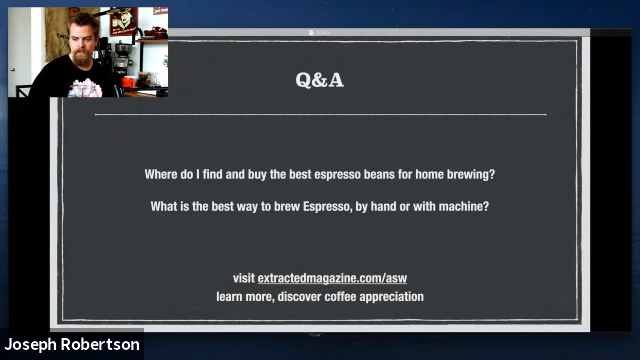 Q&A
Where do I find and buy the best espresso beans for home brewing?
What is the best way to brew Espresso, by hand or with machine?
visit extractedmagazine.com/asw
learn more, discover coffee appreciation
Joseph Robertson